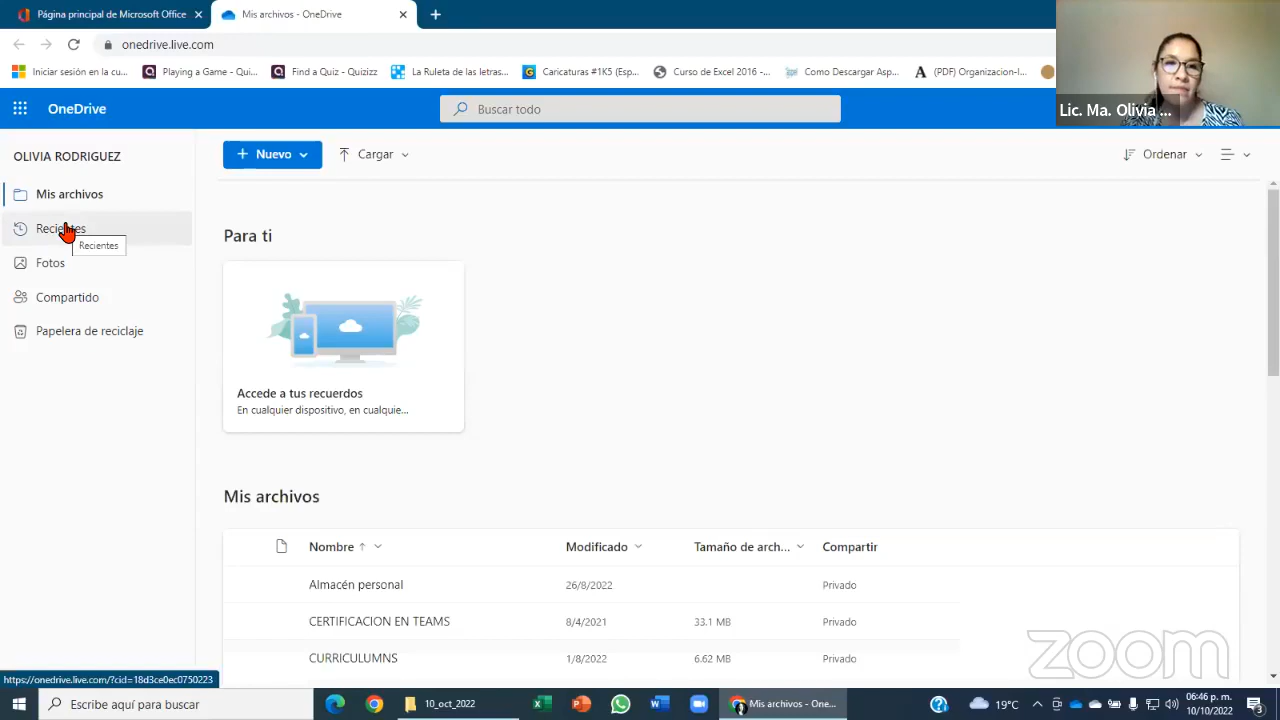 Página principal de Microsoft Office
Mis archivos - OneDrive
onedrive.live.com
Iniciar sesión en la cu...
Playing a Game - Qui...
Find a Quiz - Quizizz
La Ruleta de las letras...
Caricaturas #1K5 (Esp...
Curso de Excel 2016 -...
Como Descargar Asp...
(PDF) Organizacion-I...
Lic. Ma. Olivia ...
OneDrive
Buscar todo
OLIVIA RODRIGUEZ
Nuevo
Cargar
Ordenar
Mis archivos
Recientes
Recientes
Fotos
Compartido
Papelera de reciclaje
Para ti
Accede a tus recuerdos
En cualquier dispositivo, en cualquie...
Mis archivos
Nombre
Modificado
Tamaño de arch...
Compartir
Almacén personal
26/8/2022
Privado
CERTIFICACION EN TEAMS
8/4/2021
33.1 MB
Privado
CURRICULUMNS
1/8/2022
6.62 MB
Privado
zoom
https://onedrive.live.com/?cid=18d3ce0ec0750223
Escribe aquí para buscar
10_oct_2022
Mis archivos - One...
19°C
06:46 p. m.
10/10/2022
3